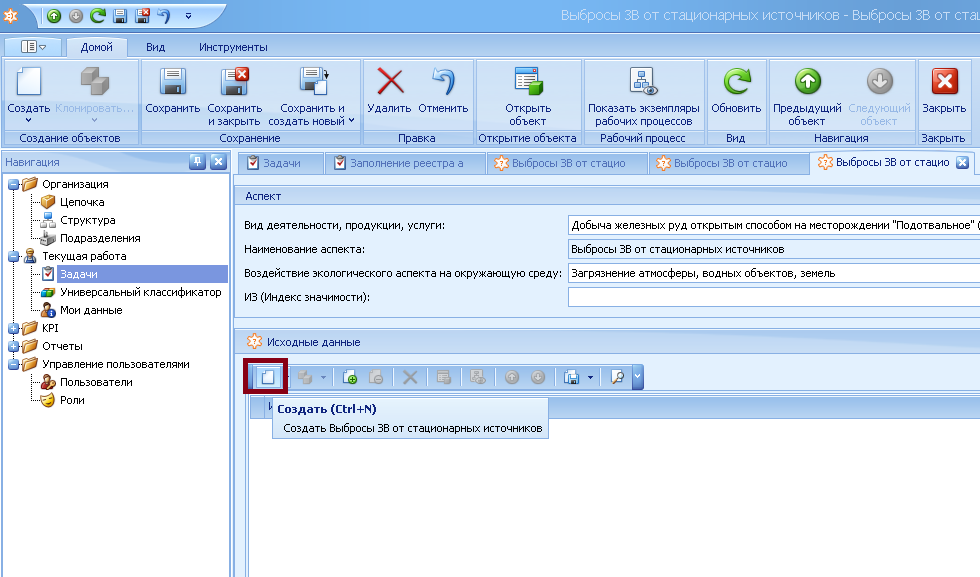 Выбросы ЗВ от стационарных источников - Выбросы ЗВ от стац
Домой Вид Инструменты
Создать Клонировать... Сохранить Сохранить и закрыть Сохранить и создать новый Удалить Отменить Открыть объект Показать экземпляры рабочих процессов Обновить Предыдущий объект Следующий объект Закрыть
Создание объектов Сохранение Правка Открытие объекта Рабочий процесс Вид Навигация Закрыть
Навигация
Организация
Цепочка
Структура
Подразделения
Текущая работа
Задачи
Универсальный классификатор
Мои данные
KPI
Отчеты
Управление пользователями
Пользователи
Роли
Задачи Заполнение реестра а Выбросы ЗВ от стацио Выбросы ЗВ от стацио Выбросы ЗВ от стацио
Аспект
Вид деятельности, продукции, услуги: Добыча железных руд открытым способом на месторождении "Подотвальное" (
Наименование аспекта: Выбросы ЗВ от стационарных источников
Воздействие экологического аспекта на окружающую среду: Загрязнение атмосферы, водных объектов, земель
ИЗ (Индекс значимости):
Исходные данные
Создать (Ctrl+N)
Создать Выбросы ЗВ от стационарных источников